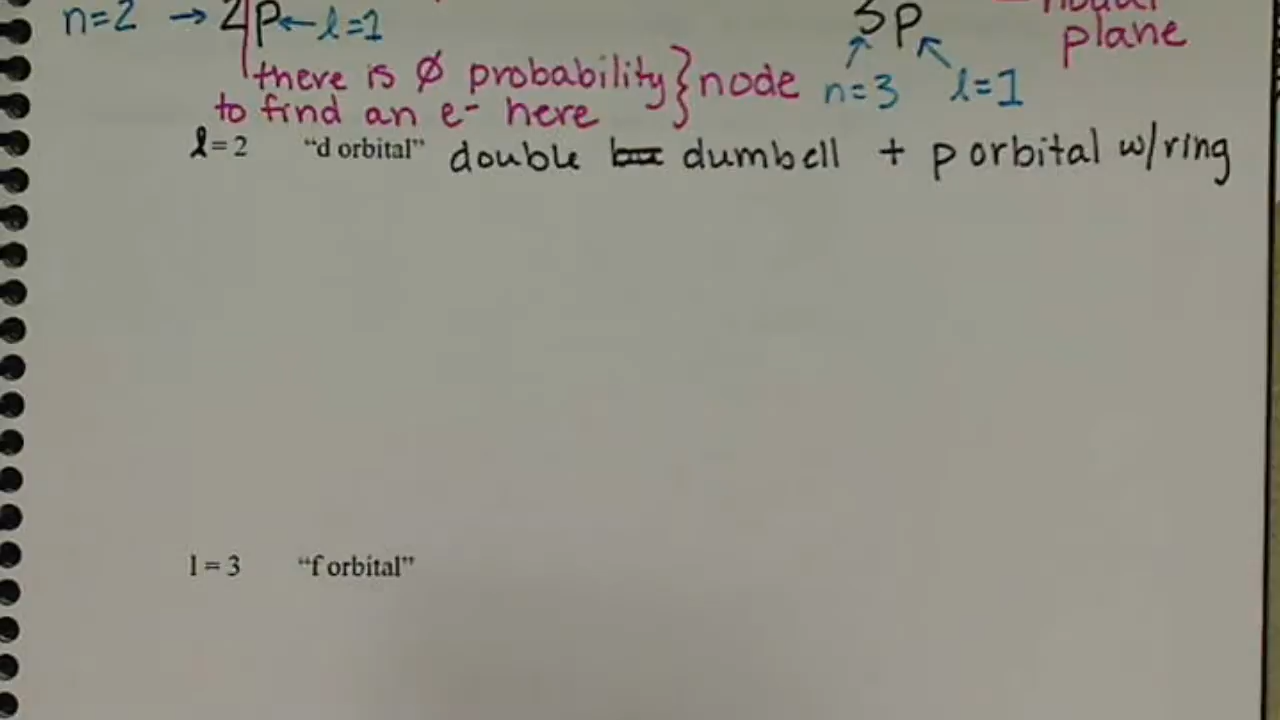 n=2 → 2p ← l=1
3p
nodal
plane
there is ∅ probability } node
to find an e- here
n=3 l=1
l = 2 “d orbital” double dumbell + p orbital w/ring
l = 3 “f orbital”